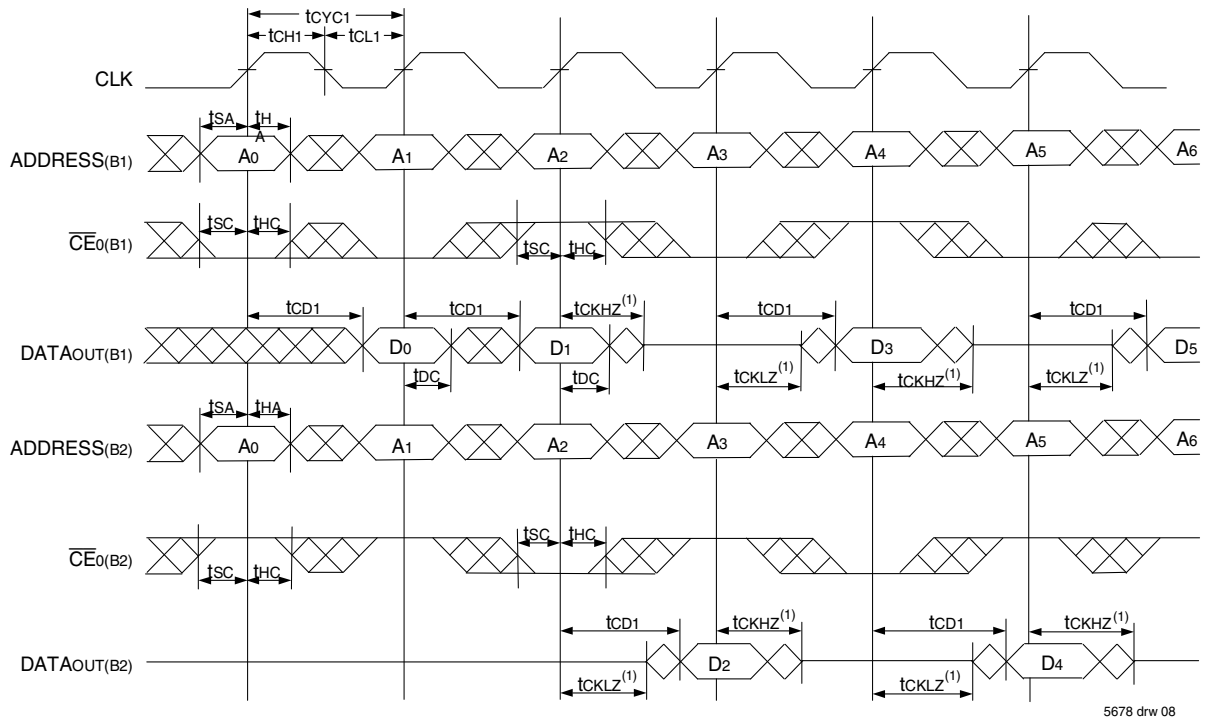 tCYC1
tCH1 tCL1
CLK
tSA tH
A
ADDRESS(B1) A0 A1 A2 A3 A4 A5 A6
tSC tHC
CE0(B1) tSC tHC
tCD1 tCD1 tCKHZ(1) tCD1 tCD1
DATAOUT(B1) D0 D1 D3 D5
tDC tDC tCKLZ(1) tCKHZ(1) tCKLZ(1)
tSA tHA
ADDRESS(B2) A0 A1 A2 A3 A4 A5 A6
tSC tHC
CE0(B2)
tSC tHC
tCD1 tCKHZ(1) tCD1 tCKHZ(1)
DATAOUT(B2) D2 D4
tCKLZ(1) tCKLZ(1)
5678 drw 08